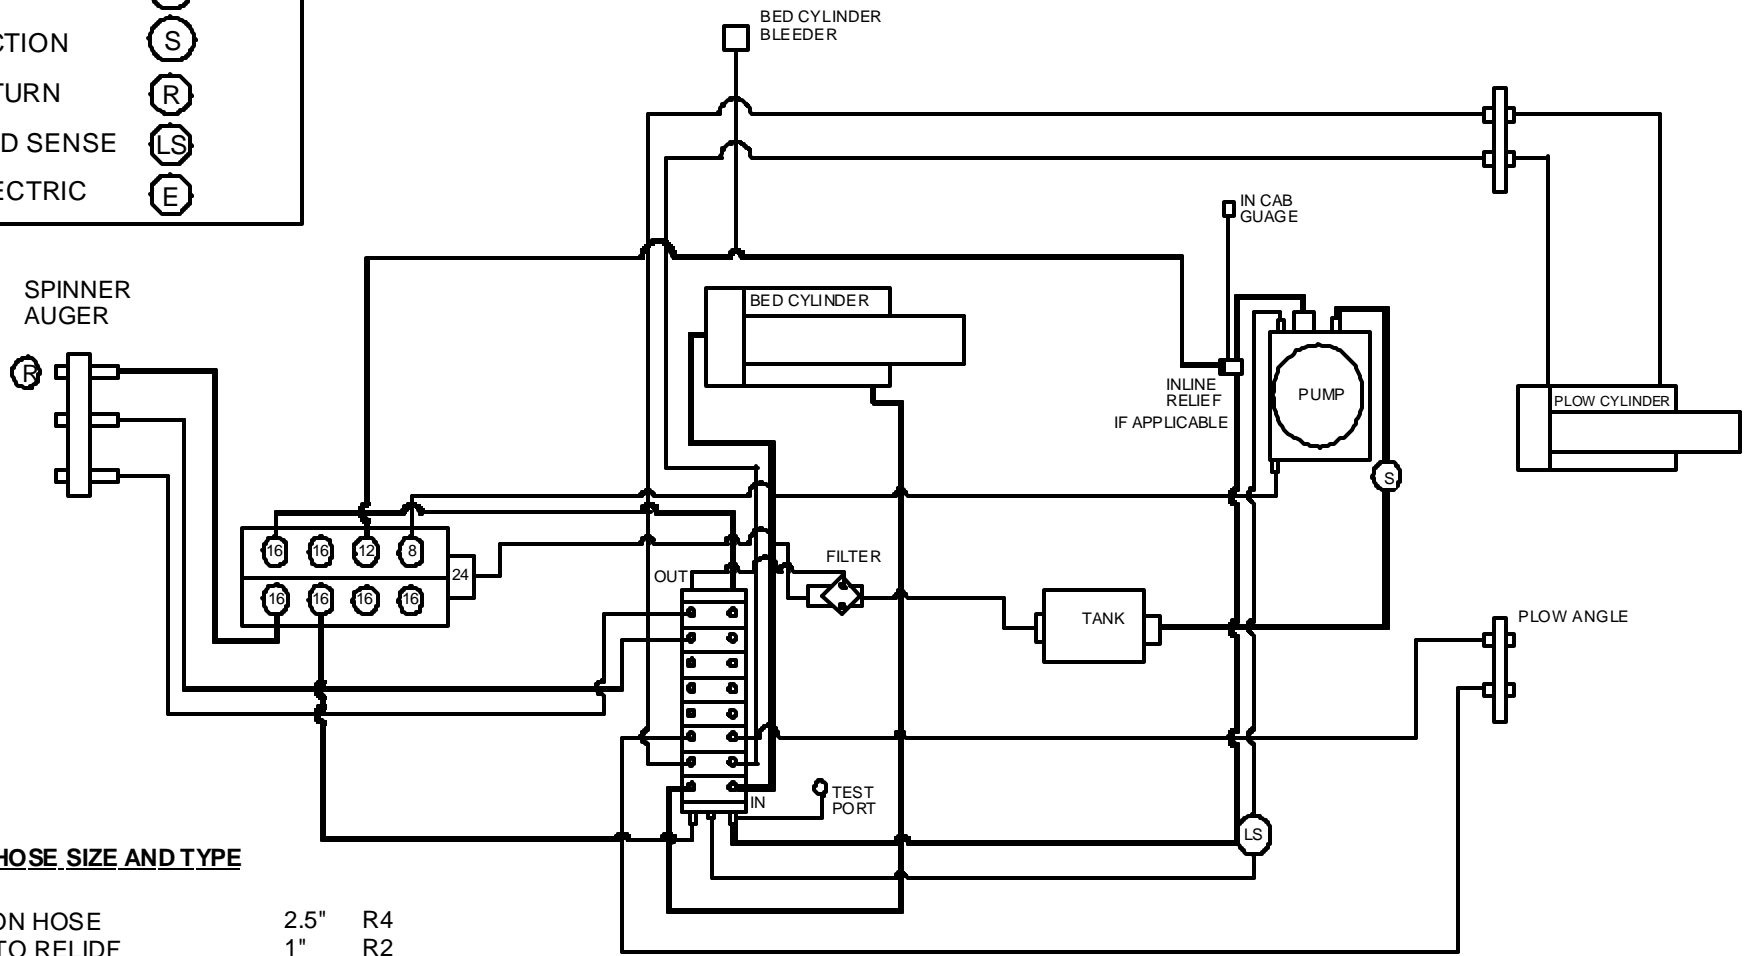 CTION S
TURN R
D SENSE LS
ECTRIC E
BED CYLINDER
BLEEDER
IN CAB
GUAGE
SPINNER
AUGER
R
BED CYLINDER
INLINE
RELIEF
IF APPLICABLE
PUMP
PLOW CYLINDER
S
16 16 12 8
24
16 16 16 16
OUT
FILTER
TANK
PLOW ANGLE
IN
TEST
PORT
LS
HOSE SIZE AND TYPE
ON HOSE 2.5" R4
TO RELIDE 1" R2